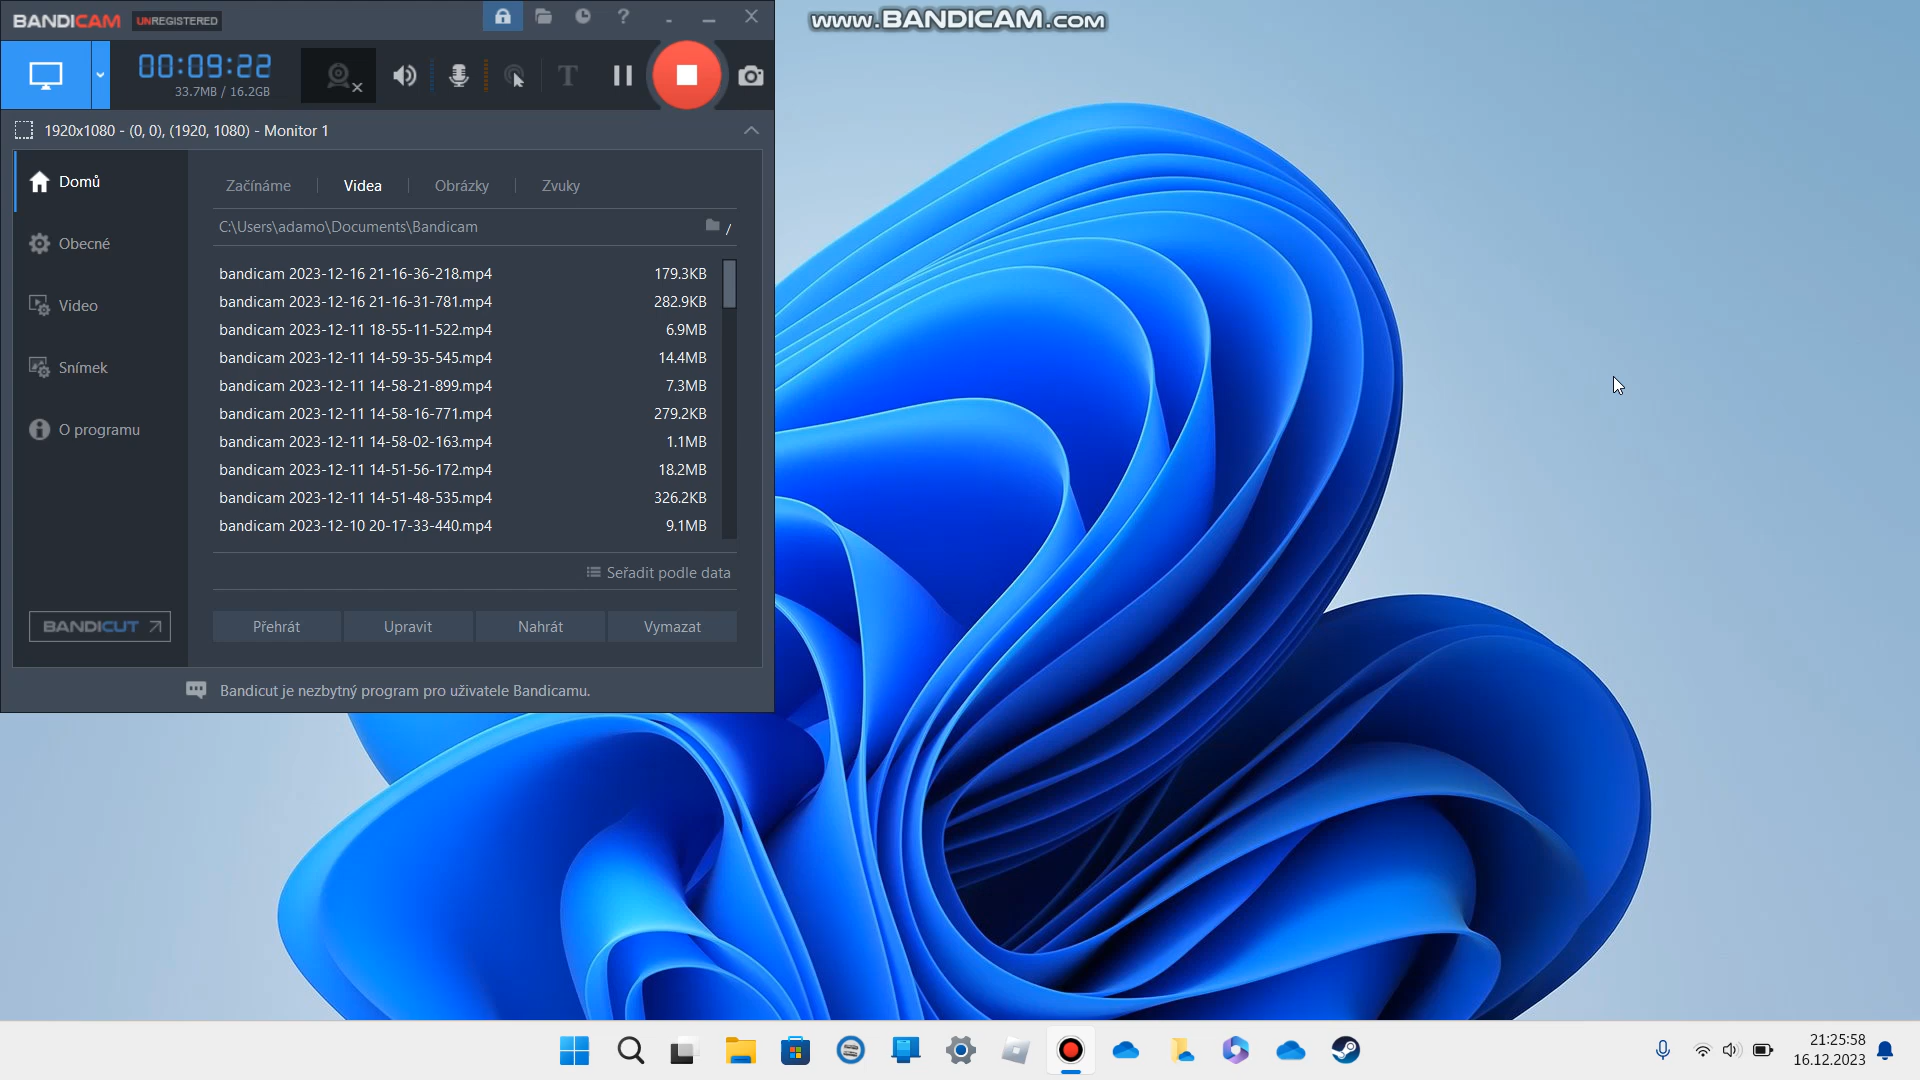 BANDICAM UNREGISTERED
www.BANDICAM.com
00:09:22
33.7MB / 16.2GB
1920x1080 - (0, 0), (1920, 1080) - Monitor 1
Domů
Obecné
Video
Snímek
O programu
BANDICUT
Začínáme
Videa
Obrázky
Zvuky
C:\Users\adamo\Documents\Bandicam
bandicam 2023-12-16 21-16-36-218.mp4 179.3KB
bandicam 2023-12-16 21-16-31-781.mp4 282.9KB
bandicam 2023-12-11 18-55-11-522.mp4 6.9MB
bandicam 2023-12-11 14-59-35-545.mp4 14.4MB
bandicam 2023-12-11 14-58-21-899.mp4 7.3MB
bandicam 2023-12-11 14-58-16-771.mp4 279.2KB
bandicam 2023-12-11 14-58-02-163.mp4 1.1MB
bandicam 2023-12-11 14-51-56-172.mp4 18.2MB
bandicam 2023-12-11 14-51-48-535.mp4 326.2KB
bandicam 2023-12-10 20-17-33-440.mp4 9.1MB
Seřadit podle data
Přehrát
Upravit
Nahrát
Vymazat
Bandicut je nezbytný program pro uživatele Bandicamu.
21:25:58
16.12.2023